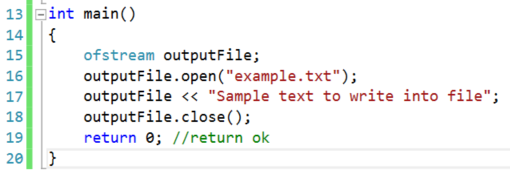 13 int main()
14 {
15     ofstream outputFile;
16     outputFile.open("example.txt");
17     outputFile << "Sample text to write into file";
18     outputFile.close();
19     return 0; //return ok
20 }